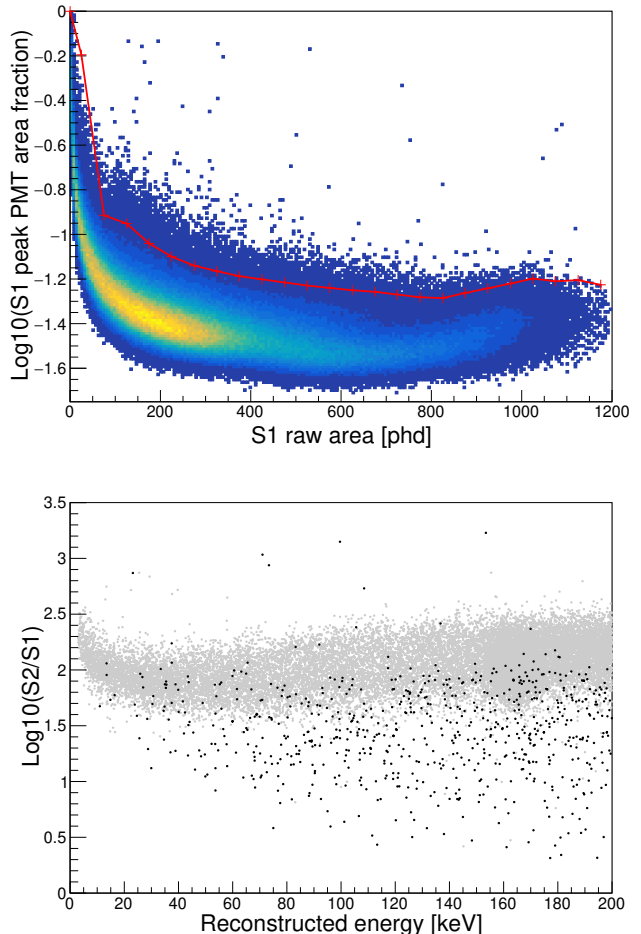 Log10(S1 peak PMT area fraction)
0
−0.2
−0.4
−0.6
−0.8
−1
−1.2
−1.4
−1.6
0 200 400 600 800 1000 1200
S1 raw area [phd]
Log10(S2/S1)
3.5
3
2.5
2
1.5
1
0.5
0
0 20 40 60 80 100 120 140 160 180 200
Reconstructed energy [keV]